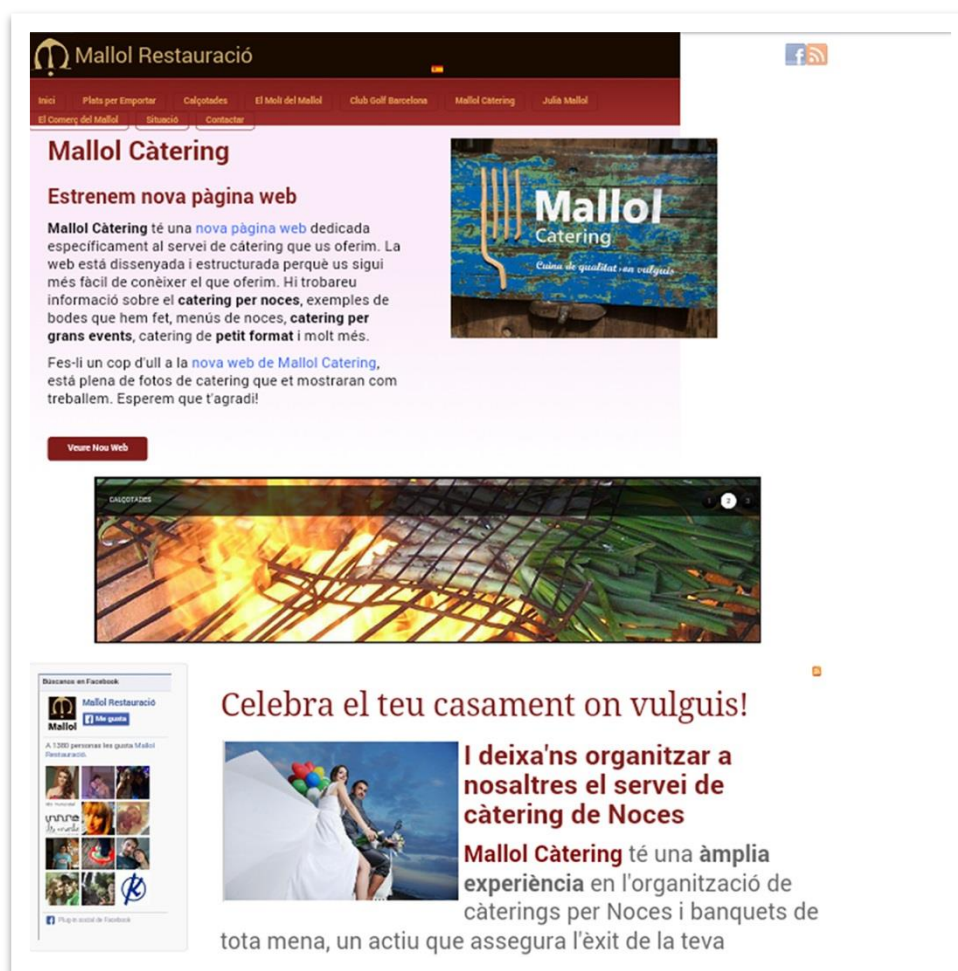 Mallol Restauració
Inici Plats per Emportar Calçotades El Molí del Mallol Club Golf Barcelona Mallol Càtering Julià Mallol
El Comerç del Mallol Situació Contactar
Mallol Càtering
Estrenem nova pàgina web
Mallol Càtering té una nova pàgina web dedicada
específicament al servei de cátering que us oferim. La
web está dissenyada i estructurada perquè us sigui
més fàcil de conèixer el que oferim. Hi trobareu
informació sobre el catering per noces, exemples de
bodes que hem fet, menús de noces, catering per
grans events, catering de petit format i molt més.
Fes-li un cop d'ull a la nova web de Mallol Catering,
está plena de fotos de catering que et mostraran com
treballem. Esperem que t'agradi!
Veure Nou Web
Mallol
Catering
Cuina de qualitat on vulguis
CALÇOTADES
1 2 3
Búscanos en Facebook
Mallol Restauració
Me gusta
Mallol
A 1380 personas les gusta Mallol
Restauració.
Plug-in social de Facebook
Celebra el teu casament on vulguis!
I deixa'ns organitzar a
nosaltres el servei de
càtering de Noces
Mallol Càtering té una àmplia
experiència en l'organització de
càterings per Noces i banquets de
tota mena, un actiu que assegura l'èxit de la teva